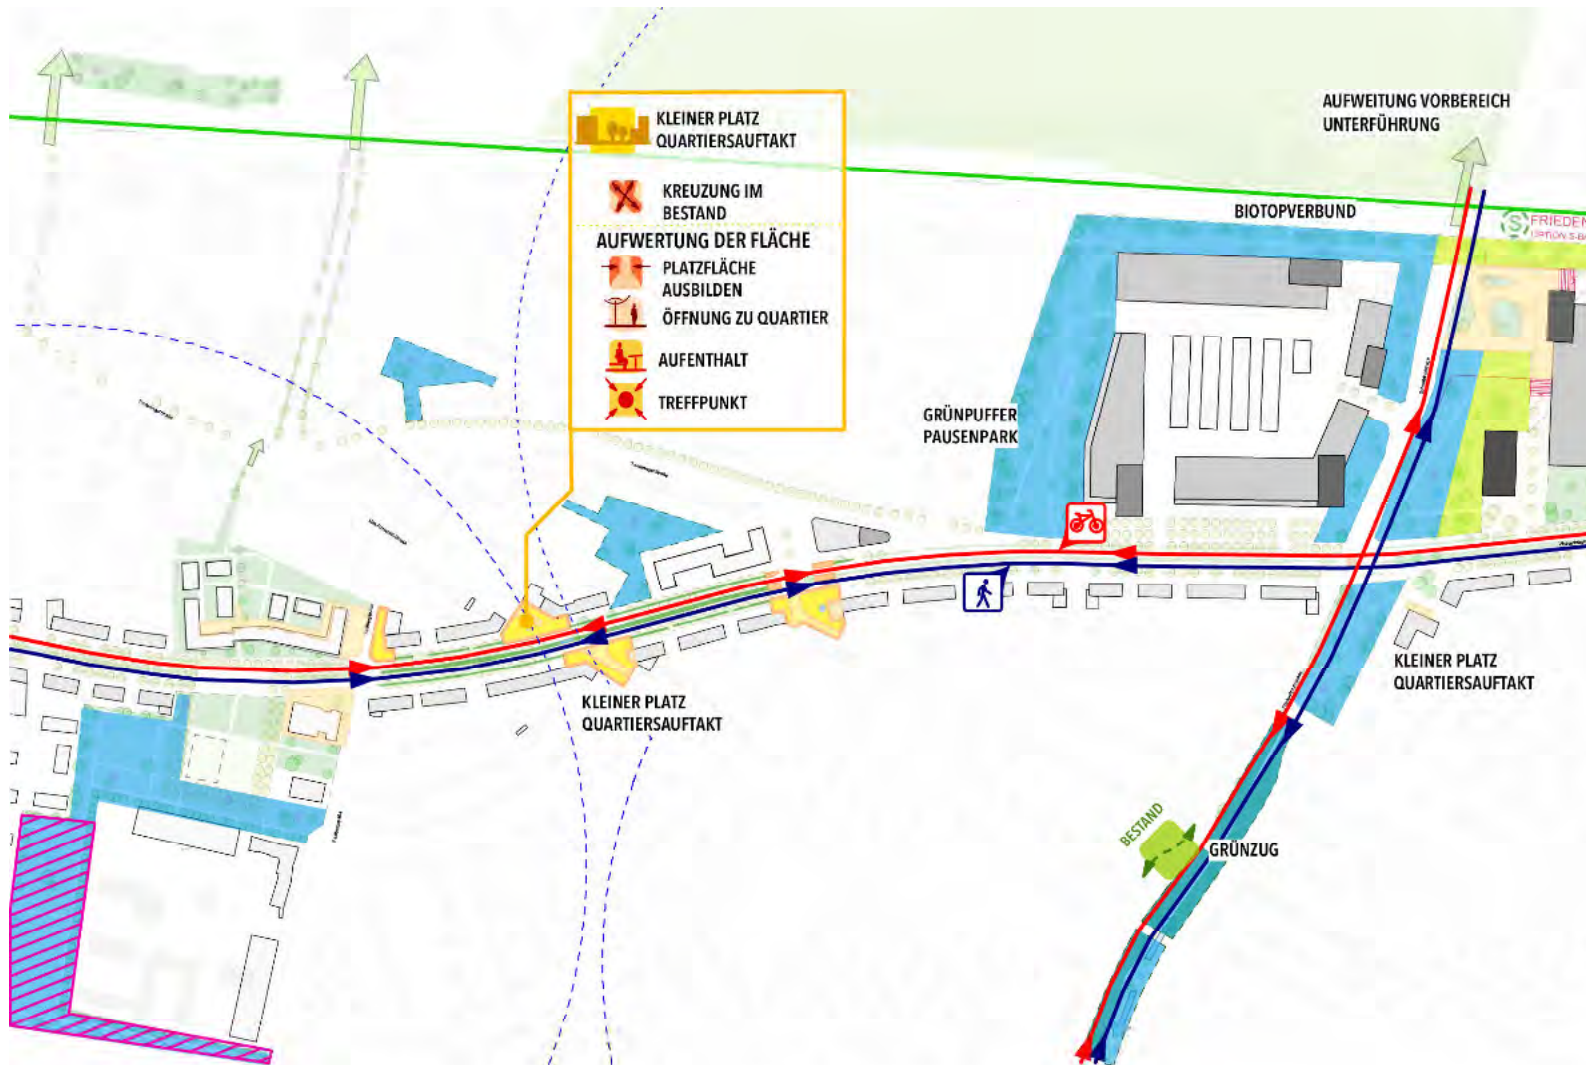 AUFWEITUNG VORBEREICH
UNTERFÜHRUNG
KLEINER PLATZ
QUARTIERSAUFTAKT
KREUZUNG IM
BESTAND
AUFWERTUNG DER FLÄCHE
PLATZFLÄCHE
AUSBILDEN
ÖFFNUNG ZU QUARTIER
AUFENTHALT
TREFFPUNKT
BIOTOPVERBUND
S
FRIEDEN
GRÜNPUFFER
PAUSENPARK
KLEINER PLATZ
QUARTIERSAUFTAKT
KLEINER PLATZ
QUARTIERSAUFTAKT
BESTAND
GRÜNZUG